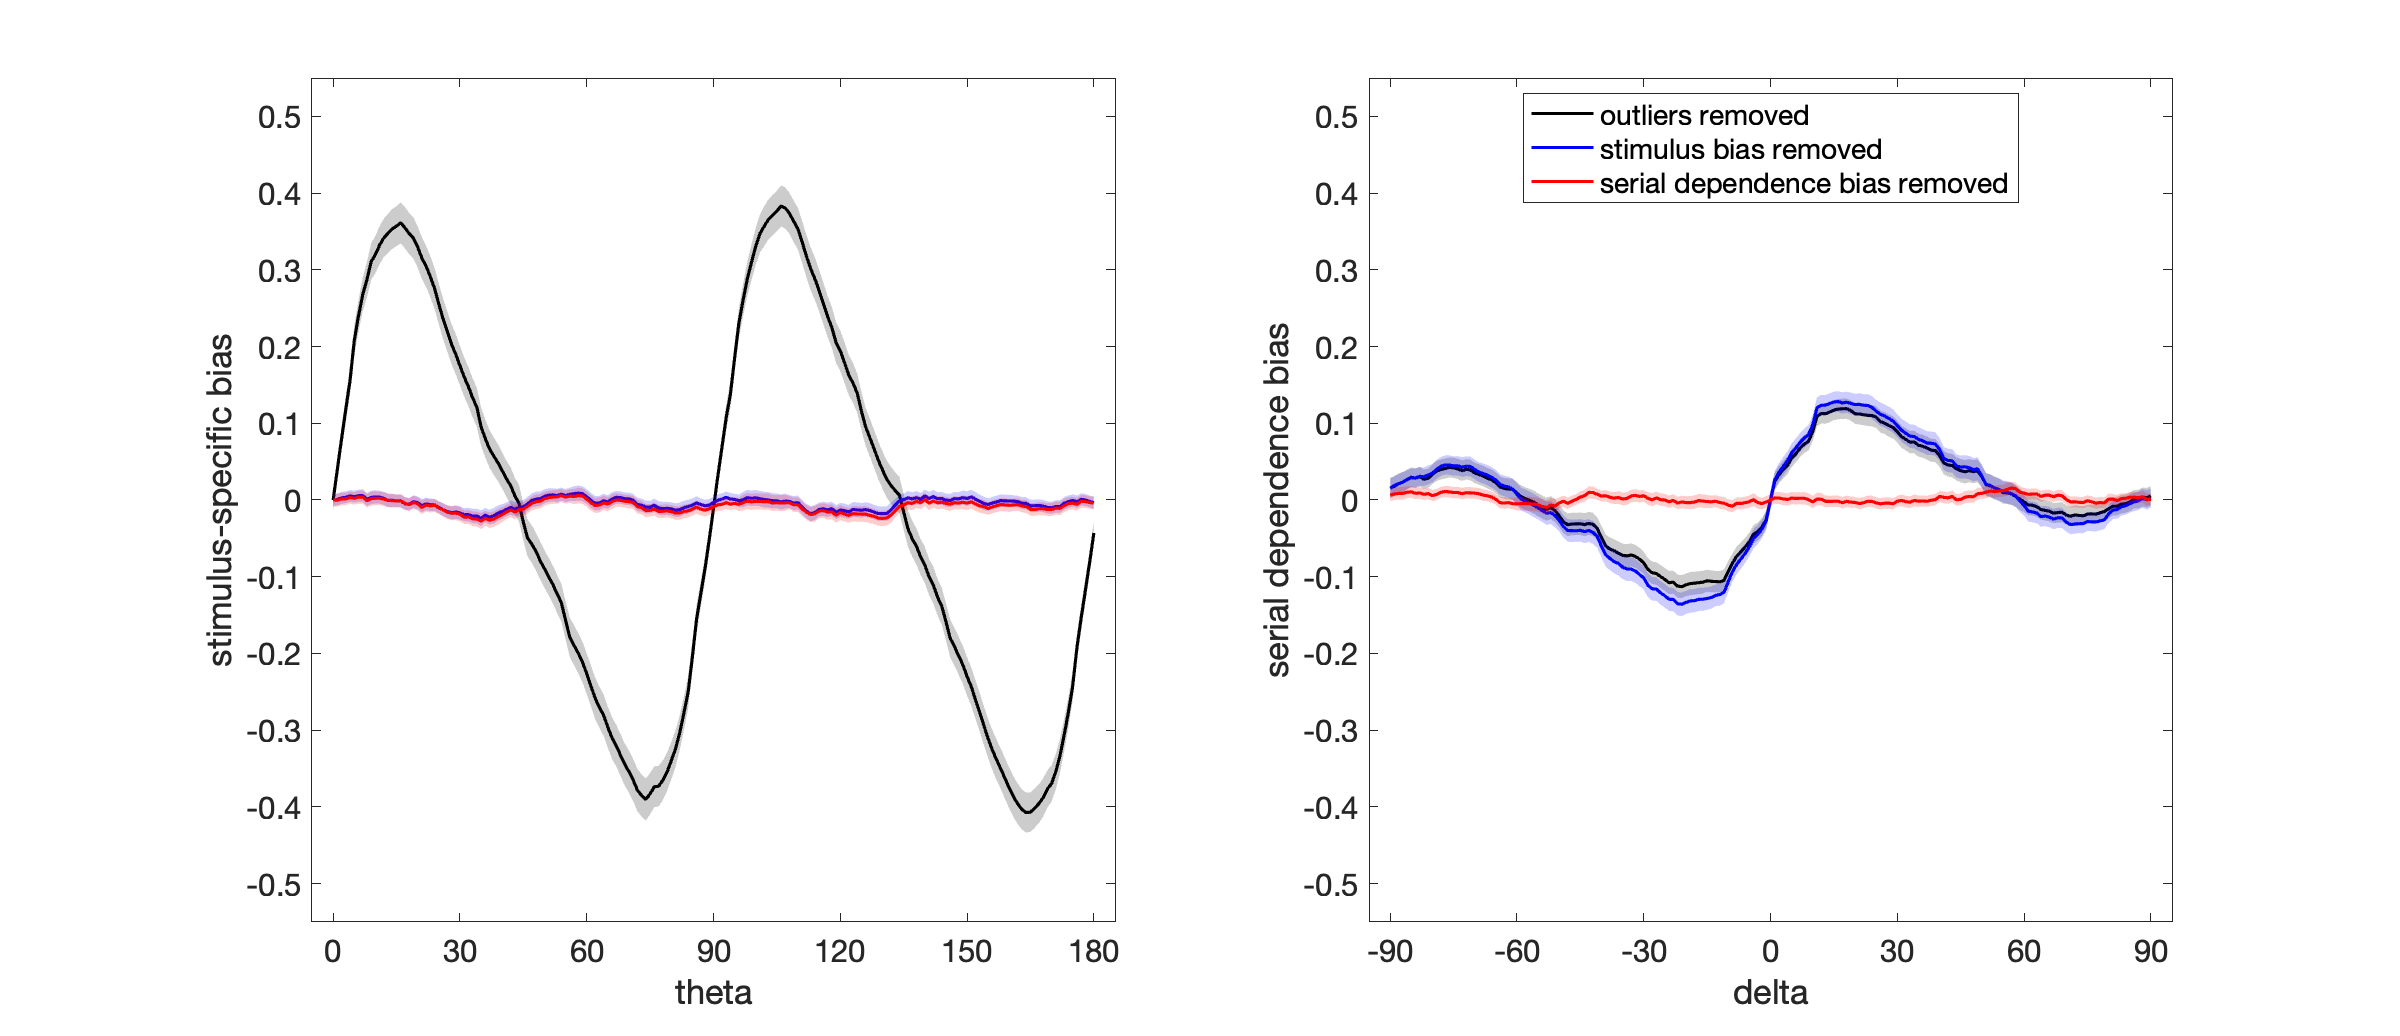 stimulus-specific bias
0.5
0.4
0.3
0.2
0.1
0
-0.1
-0.2
-0.3
-0.4
-0.5
0 30 60 90 120 150 180
theta
serial dependence bias
0.5
0.4
0.3
0.2
0.1
0
-0.1
-0.2
-0.3
-0.4
-0.5
outliers removed
stimulus bias removed
serial dependence bias removed
-90 -60 -30 0 30 60 90
delta